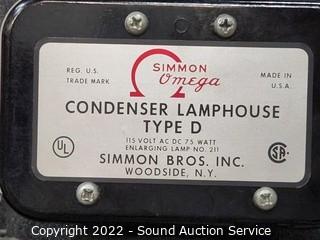 SIMMON
Omega
REG. U.S.
TRADE MARK
MADE IN
U.S.A.
CONDENSER LAMPHOUSE
TYPE D
115 VOLT AC DC 75 WATT
ENLARGING LAMP NO. 211
UL
SIMMON BROS. INC.
WOODSIDE, N.Y.
SA
Copyright 2022 - Sound Auction Service